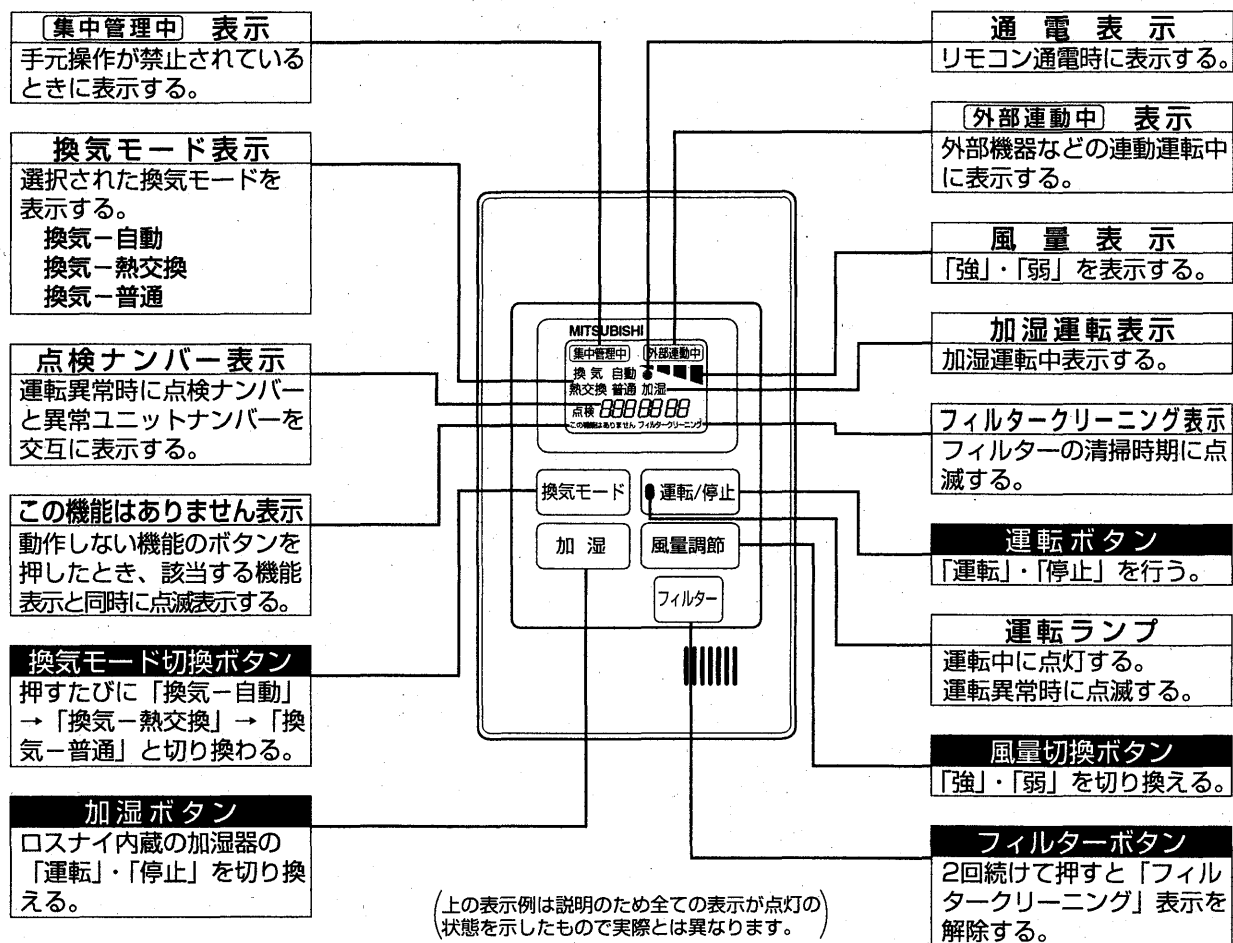 集中管理中 表示
手元操作が禁止されている
ときに表示する。
換気モード表示
選択された換気モードを
表示する。
換気－自動
換気－熱交換
換気－普通
点検ナンバー表示
運転異常時に点検ナンバー
と異常ユニットナンバーを
交互に表示する。
この機能はありません表示
動作しない機能のボタンを
押したとき、該当する機能
表示と同時に点滅表示する。
換気モード切換ボタン
押すたびに「換気－自動」
→「換気－熱交換」→「換
気－普通」と切り換わる。
加湿ボタン
ロスナイ内蔵の加湿器の
「運転」・「停止」を切り換
える。
MITSUBISHI
集中管理中 外部連動中
換気 自動
熱交換 普通 加湿
点検 888 88 88
この機能はありません フィルタークリーニング
換気モード 運転/停止
加湿 風量調節
フィルター
(上の表示例は説明のため全ての表示が点灯の
状態を示したもので実際とは異なります。)
通電表示
リモコン通電時に表示する。
外部連動中 表示
外部機器などの連動運転中
に表示する。
風量表示
「強」・「弱」を表示する。
加湿運転表示
加湿運転中表示する。
フィルタークリーニング表示
フィルターの清掃時期に点
滅する。
運転ボタン
「運転」・「停止」を行う。
運転ランプ
運転中に点灯する。
運転異常時に点滅する。
風量切換ボタン
「強」・「弱」を切り換える。
フィルターボタン
2回続けて押すと「フィル
タークリーニング」表示を
解除する。